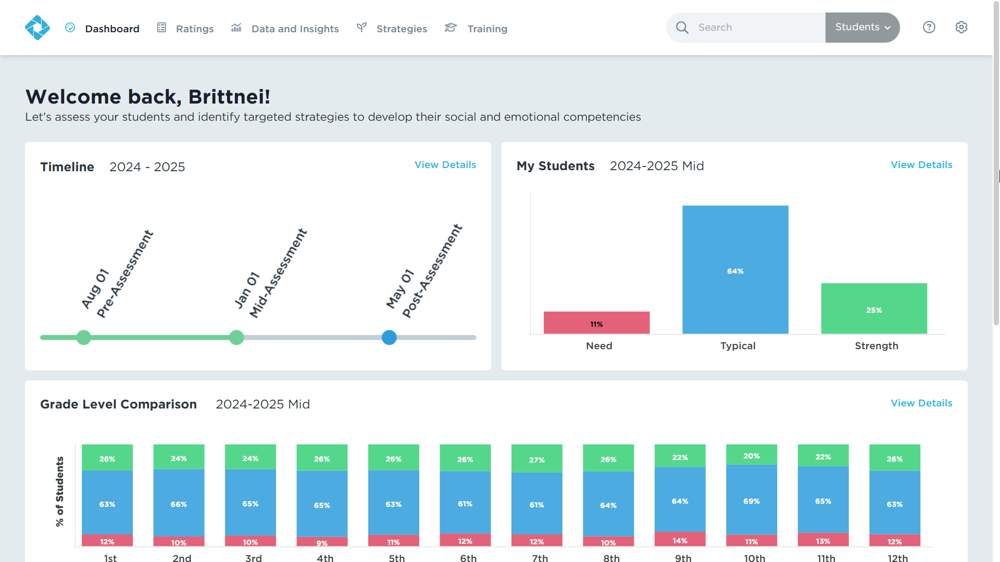 Dashboard
Ratings
Data and Insights
Strategies
Training
Search
Students
Welcome back, Brittnei!
Let's assess your students and identify targeted strategies to develop their social and emotional competencies
Timeline 2024 - 2025
View Details
Aug 01
Pre-Assessment
Jan 01
Mid-Assessment
May 01
Post-Assessment
My Students 2024-2025 Mid
View Details
11%
64%
25%
Need
Typical
Strength
Grade Level Comparison 2024-2025 Mid
View Details
% of Students
26% 24% 24% 26% 26% 26% 27% 26% 22% 20% 22% 26%
63% 66% 65% 65% 63% 61% 61% 64% 64% 69% 65% 63%
12% 10% 10% 9% 11% 12% 12% 10% 14% 11% 13% 12%
1st 2nd 3rd 4th 5th 6th 7th 8th 9th 10th 11th 12th